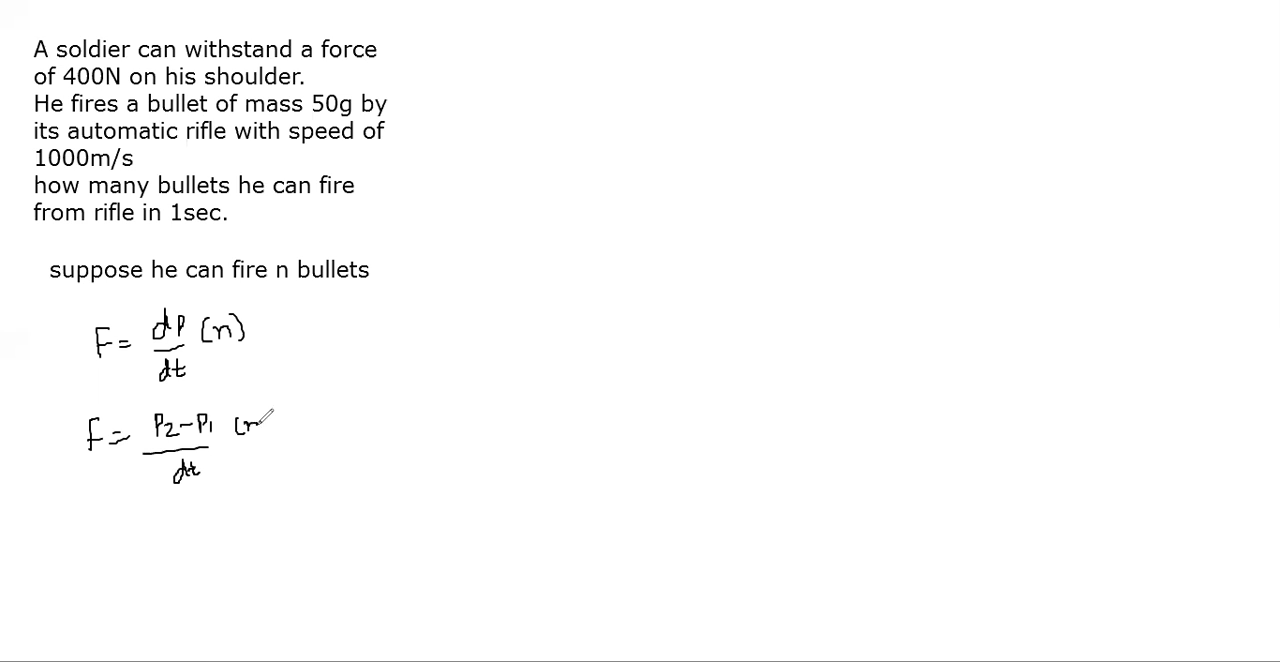 A soldier can withstand a force
of 400N on his shoulder.
He fires a bullet of mass 50g by
its automatic rifle with speed of
1000m/s
how many bullets he can fire
from rifle in 1sec.
suppose he can fire n bullets
F = dP/dt (n)
F = P2-P1/dt (n